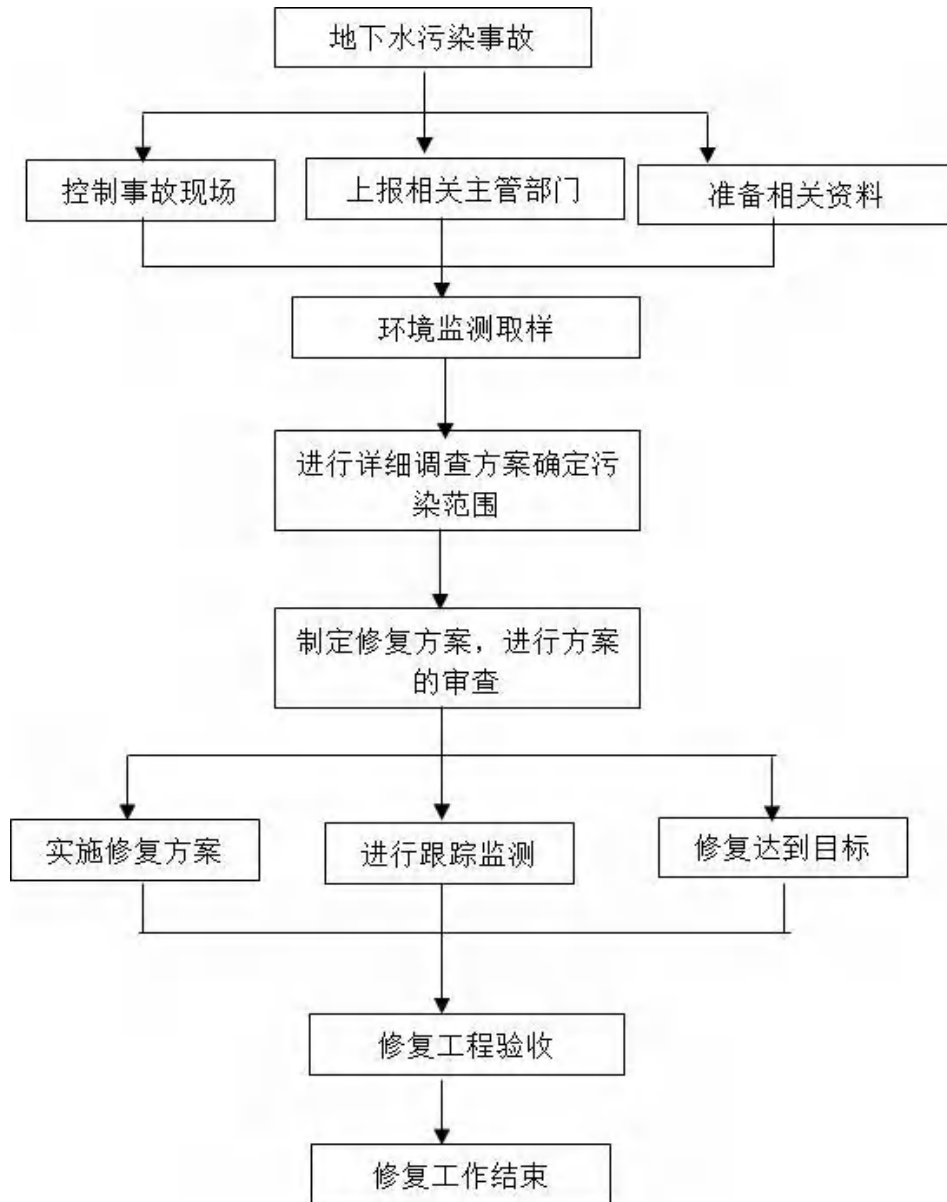 地下水污染事故
控制事故现场
上报相关主管部门
准备相关资料
环境监测取样
进行详细调查方案确定污
染范围
制定修复方案，进行方案
的审查
实施修复方案
进行跟踪监测
修复达到目标
修复工程验收
修复工作结束